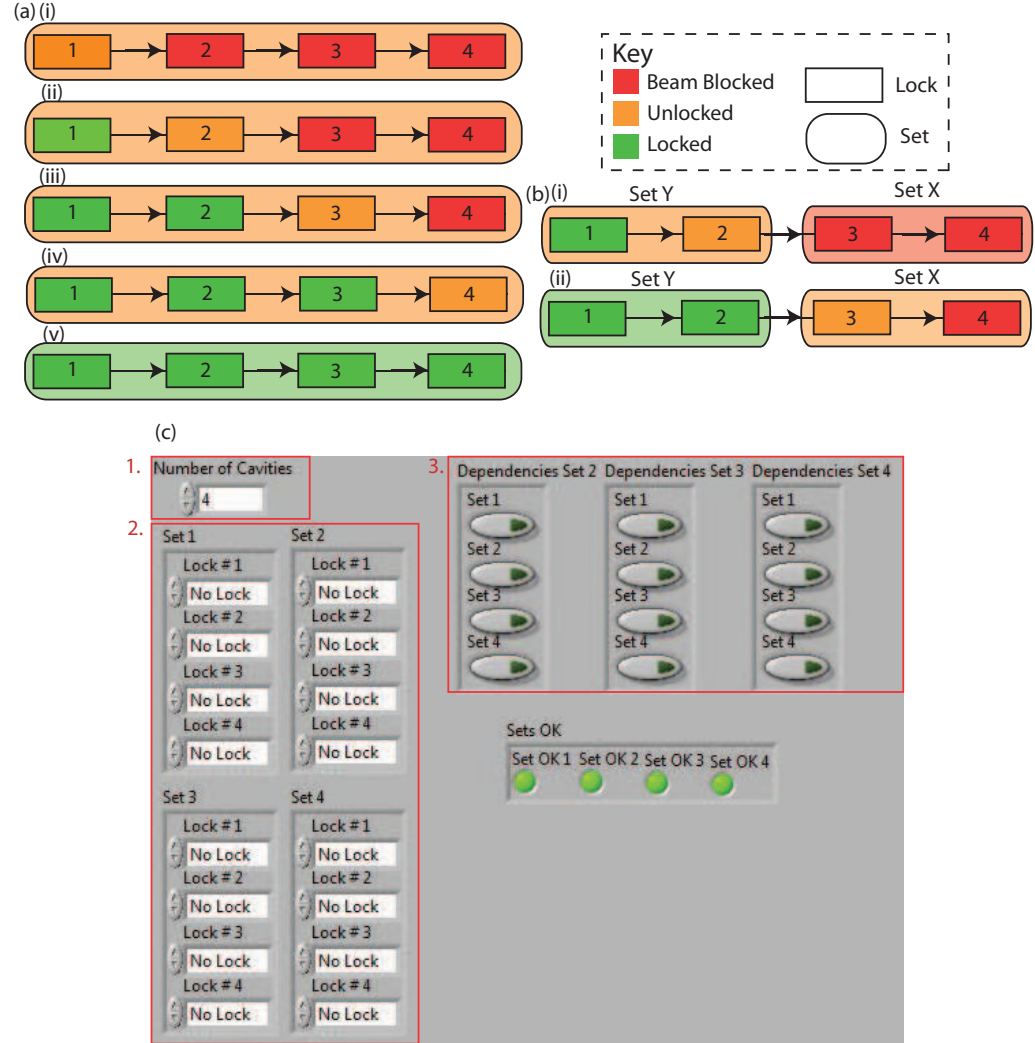 (a) (i)
1 2 3 4
(ii)
1 2 3 4
(iii)
1 2 3 4
(iv)
1 2 3 4
(v)
1 2 3 4
Key
Beam Blocked
Unlocked
Locked
Lock
Set
(b) (i)
Set Y Set X
1 2 3 4
(ii)
Set Y Set X
1 2 3 4
(c)
1.
Number of Cavities
4
2.
Set 1
Lock #1
No Lock
Lock #2
No Lock
Lock #3
No Lock
Lock #4
No Lock
Set 2
Lock #1
No Lock
Lock #2
No Lock
Lock #3
No Lock
Lock #4
No Lock
Set 3
Lock #1
No Lock
Lock #2
No Lock
Lock #3
No Lock
Lock #4
No Lock
Set 4
Lock #1
No Lock
Lock #2
No Lock
Lock #3
No Lock
Lock #4
No Lock
3.
Dependencies Set 2
Set 1
Set 2
Set 3
Set 4
Dependencies Set 3
Set 1
Set 2
Set 3
Set 4
Dependencies Set 4
Set 1
Set 2
Set 3
Set 4
Sets OK
Set OK 1 Set OK 2 Set OK 3 Set OK 4